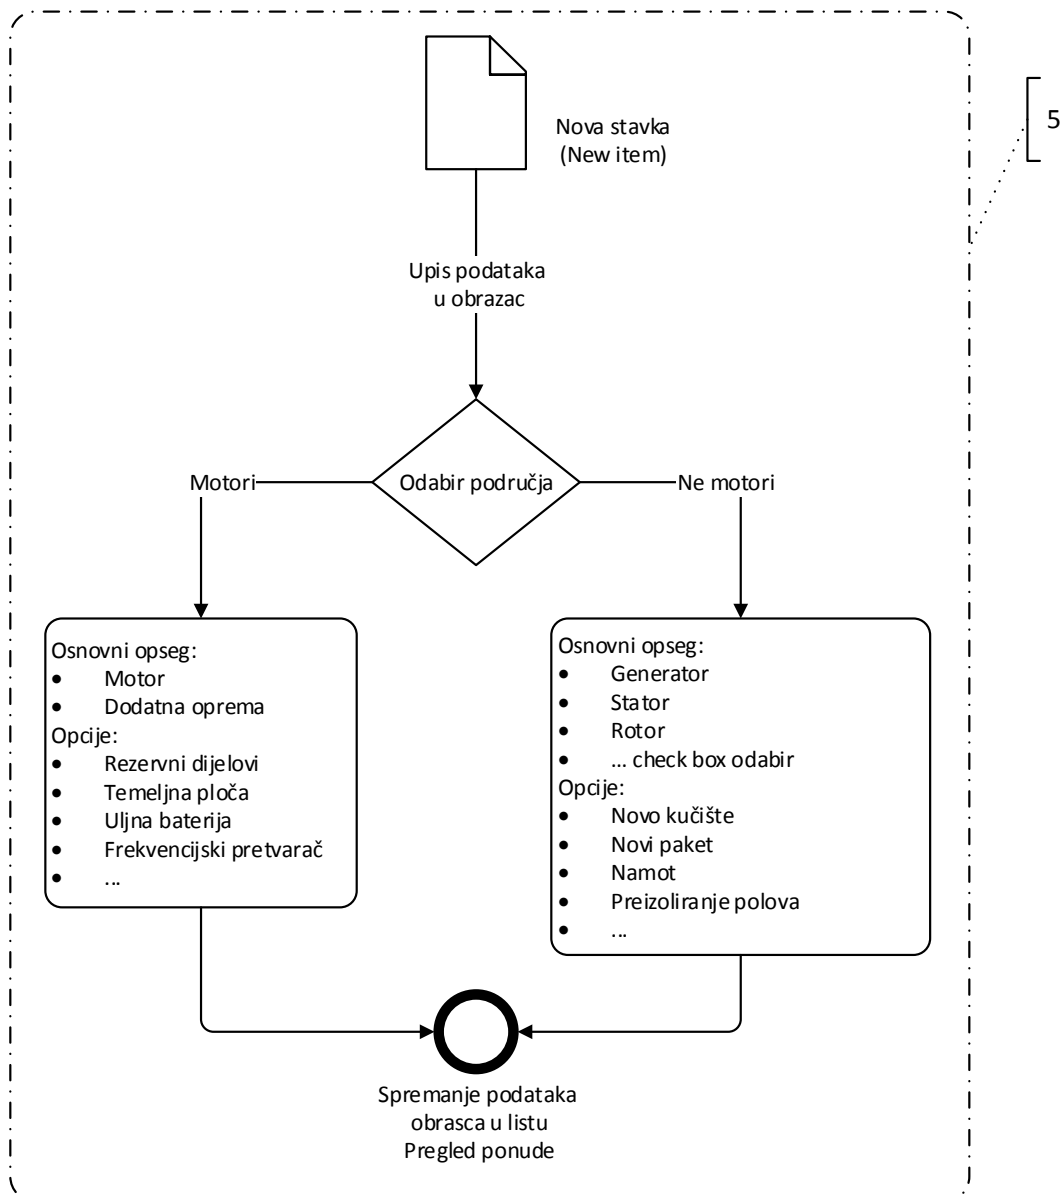 Nova stavka
(New item)
5
Upis podataka
u obrazac
Odabir područja
Motori
Ne motori
Osnovni opseg:
• Motor
• Dodatna oprema
Opcije:
• Rezervni dijelovi
• Temeljna ploča
• Uljna baterija
• Frekvencijski pretvarač
• ...
Osnovni opseg:
• Generator
• Stator
• Rotor
• ... check box odabir
Opcije:
• Novo kučište
• Novi paket
• Namot
• Preizoliranje polova
• ...
Spremanje podataka
obrasca u listu
Pregled ponude